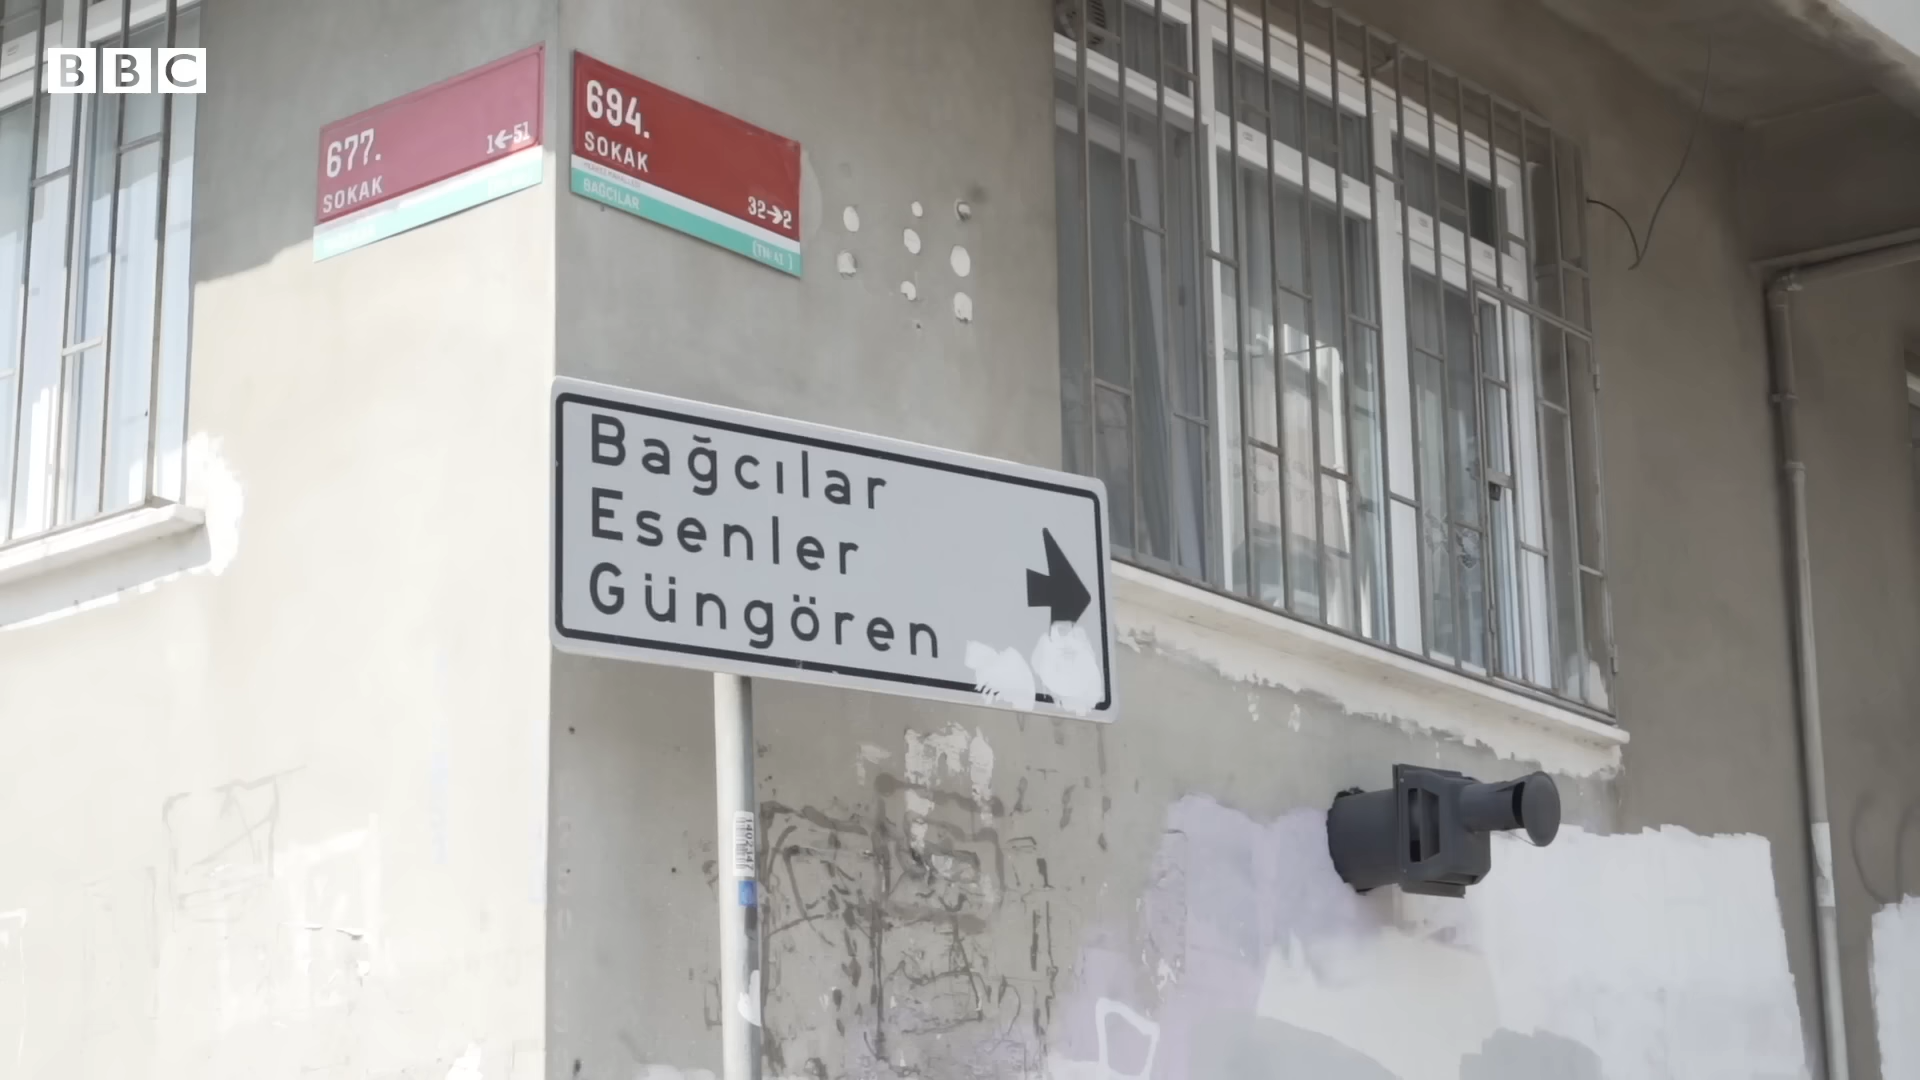 BBC
677.
SOKAK
1←51
694.
SOKAK
32→2
BAĞCILAR
Bağcılar
Esenler
Güngören